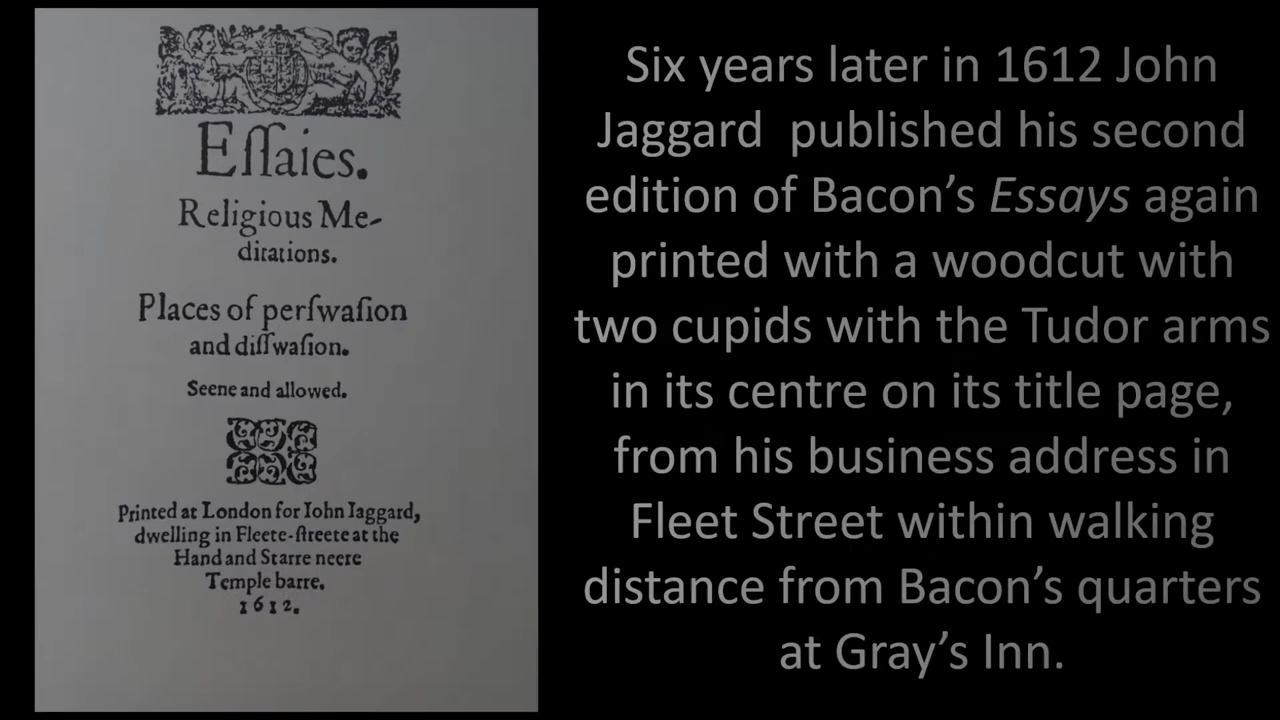 Eſſaies.
Religious Me-
ditations.
Places of perſwaſion
and diſſwaſion.
Seene and allowed.
Printed at London for Iohn Iaggard,
dwelling in Fleete-ſtreete at the
Hand and Starre neere
Temple barre.
1612.
Six years later in 1612 John
Jaggard published his second
edition of Bacon’s Essays again
printed with a woodcut with
two cupids with the Tudor arms
in its centre on its title page,
from his business address in
Fleet Street within walking
distance from Bacon’s quarters
at Gray’s Inn.